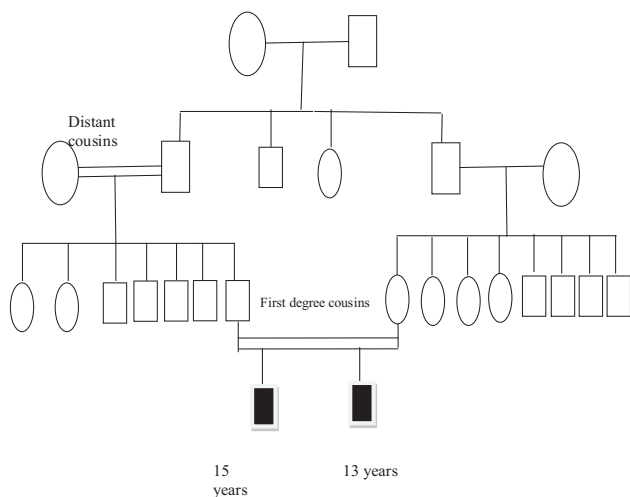 Distant
cousins
First degree cousins
15
years
13 years